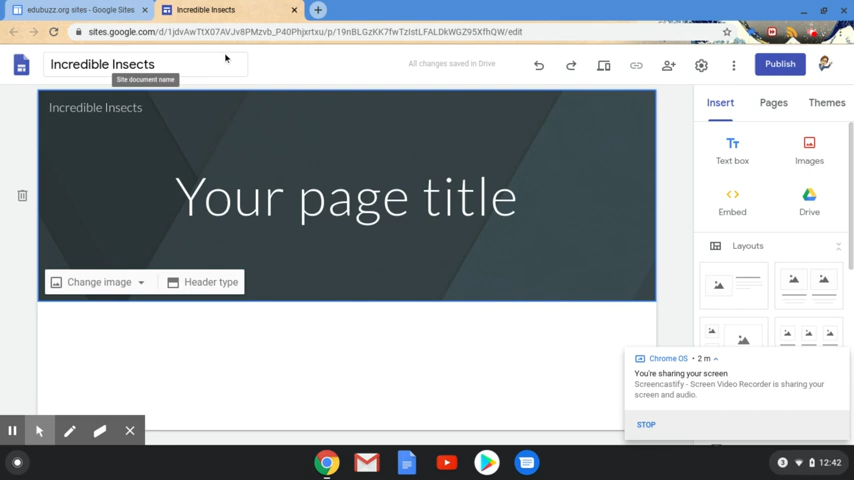 edubuzz.org sites - Google Sites
Incredible Insects
sites.google.com/d/1jdvAwTtX07AVJv8PMzvb_P40Phjxrtxu/p/19nBLGzKK7fwTzistLFALDkWGZ95XfhQW/edit
Incredible Insects
All changes saved in Drive
Publish
Site document name
Incredible Insects
Your page title
Change image
Header type
Insert
Pages
Themes
Text box
Images
Embed
Drive
Layouts
Chrome OS • 2 m
You're sharing your screen
Screencastify - Screen Video Recorder is sharing your
screen and audio.
STOP
3
12:42